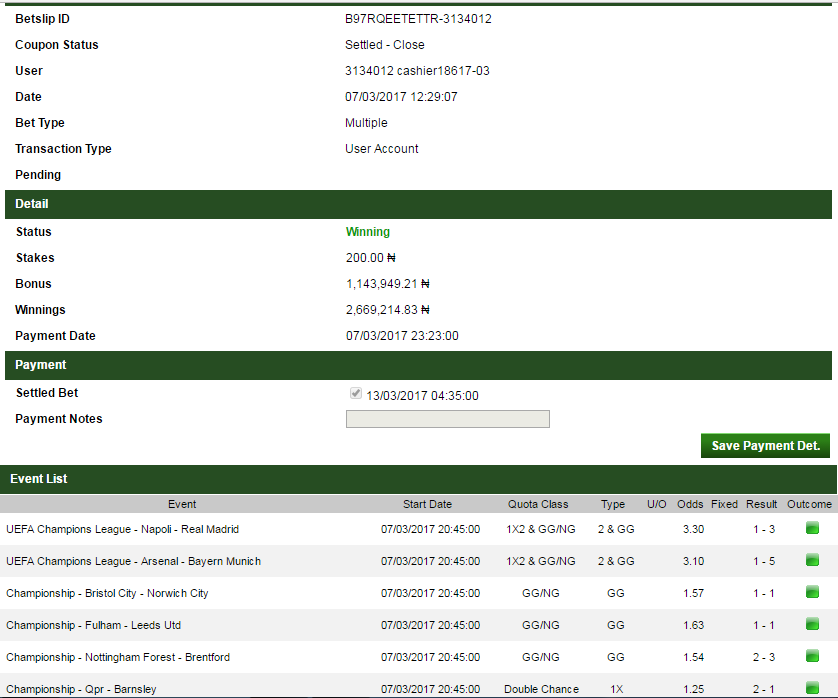 Betslip ID B97RQEETETTR-3134012
Coupon Status Settled - Close
User 3134012 cashier18617-03
Date 07/03/2017 12:29:07
Bet Type Multiple
Transaction Type User Account
Pending
Detail
Status Winning
Stakes 200.00 ₦
Bonus 1,143,949.21 ₦
Winnings 2,669,214.83 ₦
Payment Date 07/03/2017 23:23:00
Payment
Settled Bet 13/03/2017 04:35:00
Payment Notes
Save Payment Det.
Event List
Event Start Date Quota Class Type U/O Odds Fixed Result Outcome
UEFA Champions League - Napoli - Real Madrid 07/03/2017 20:45:00 1X2 & GG/NG 2 & GG 3.30 1 - 3
UEFA Champions League - Arsenal - Bayern Munich 07/03/2017 20:45:00 1X2 & GG/NG 2 & GG 3.10 1 - 5
Championship - Bristol City - Norwich City 07/03/2017 20:45:00 GG/NG GG 1.57 1 - 1
Championship - Fulham - Leeds Utd 07/03/2017 20:45:00 GG/NG GG 1.63 1 - 1
Championship - Nottingham Forest - Brentford 07/03/2017 20:45:00 GG/NG GG 1.54 2 - 3
Championship - Qpr - Barnsley 07/03/2017 20:45:00 Double Chance 1X 1.25 2 - 1